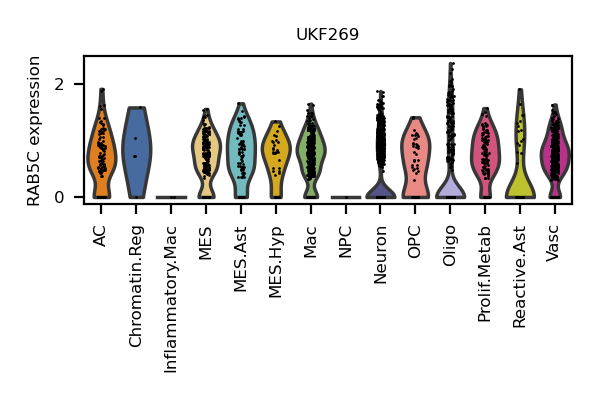 UKF269
RAB5C expression
2
0
AC
Chromatin.Reg
Inflammatory.Mac
MES
MES.Ast
MES.Hyp
Mac
NPC
Neuron
OPC
Oligo
Prolif.Metab
Reactive.Ast
Vasc